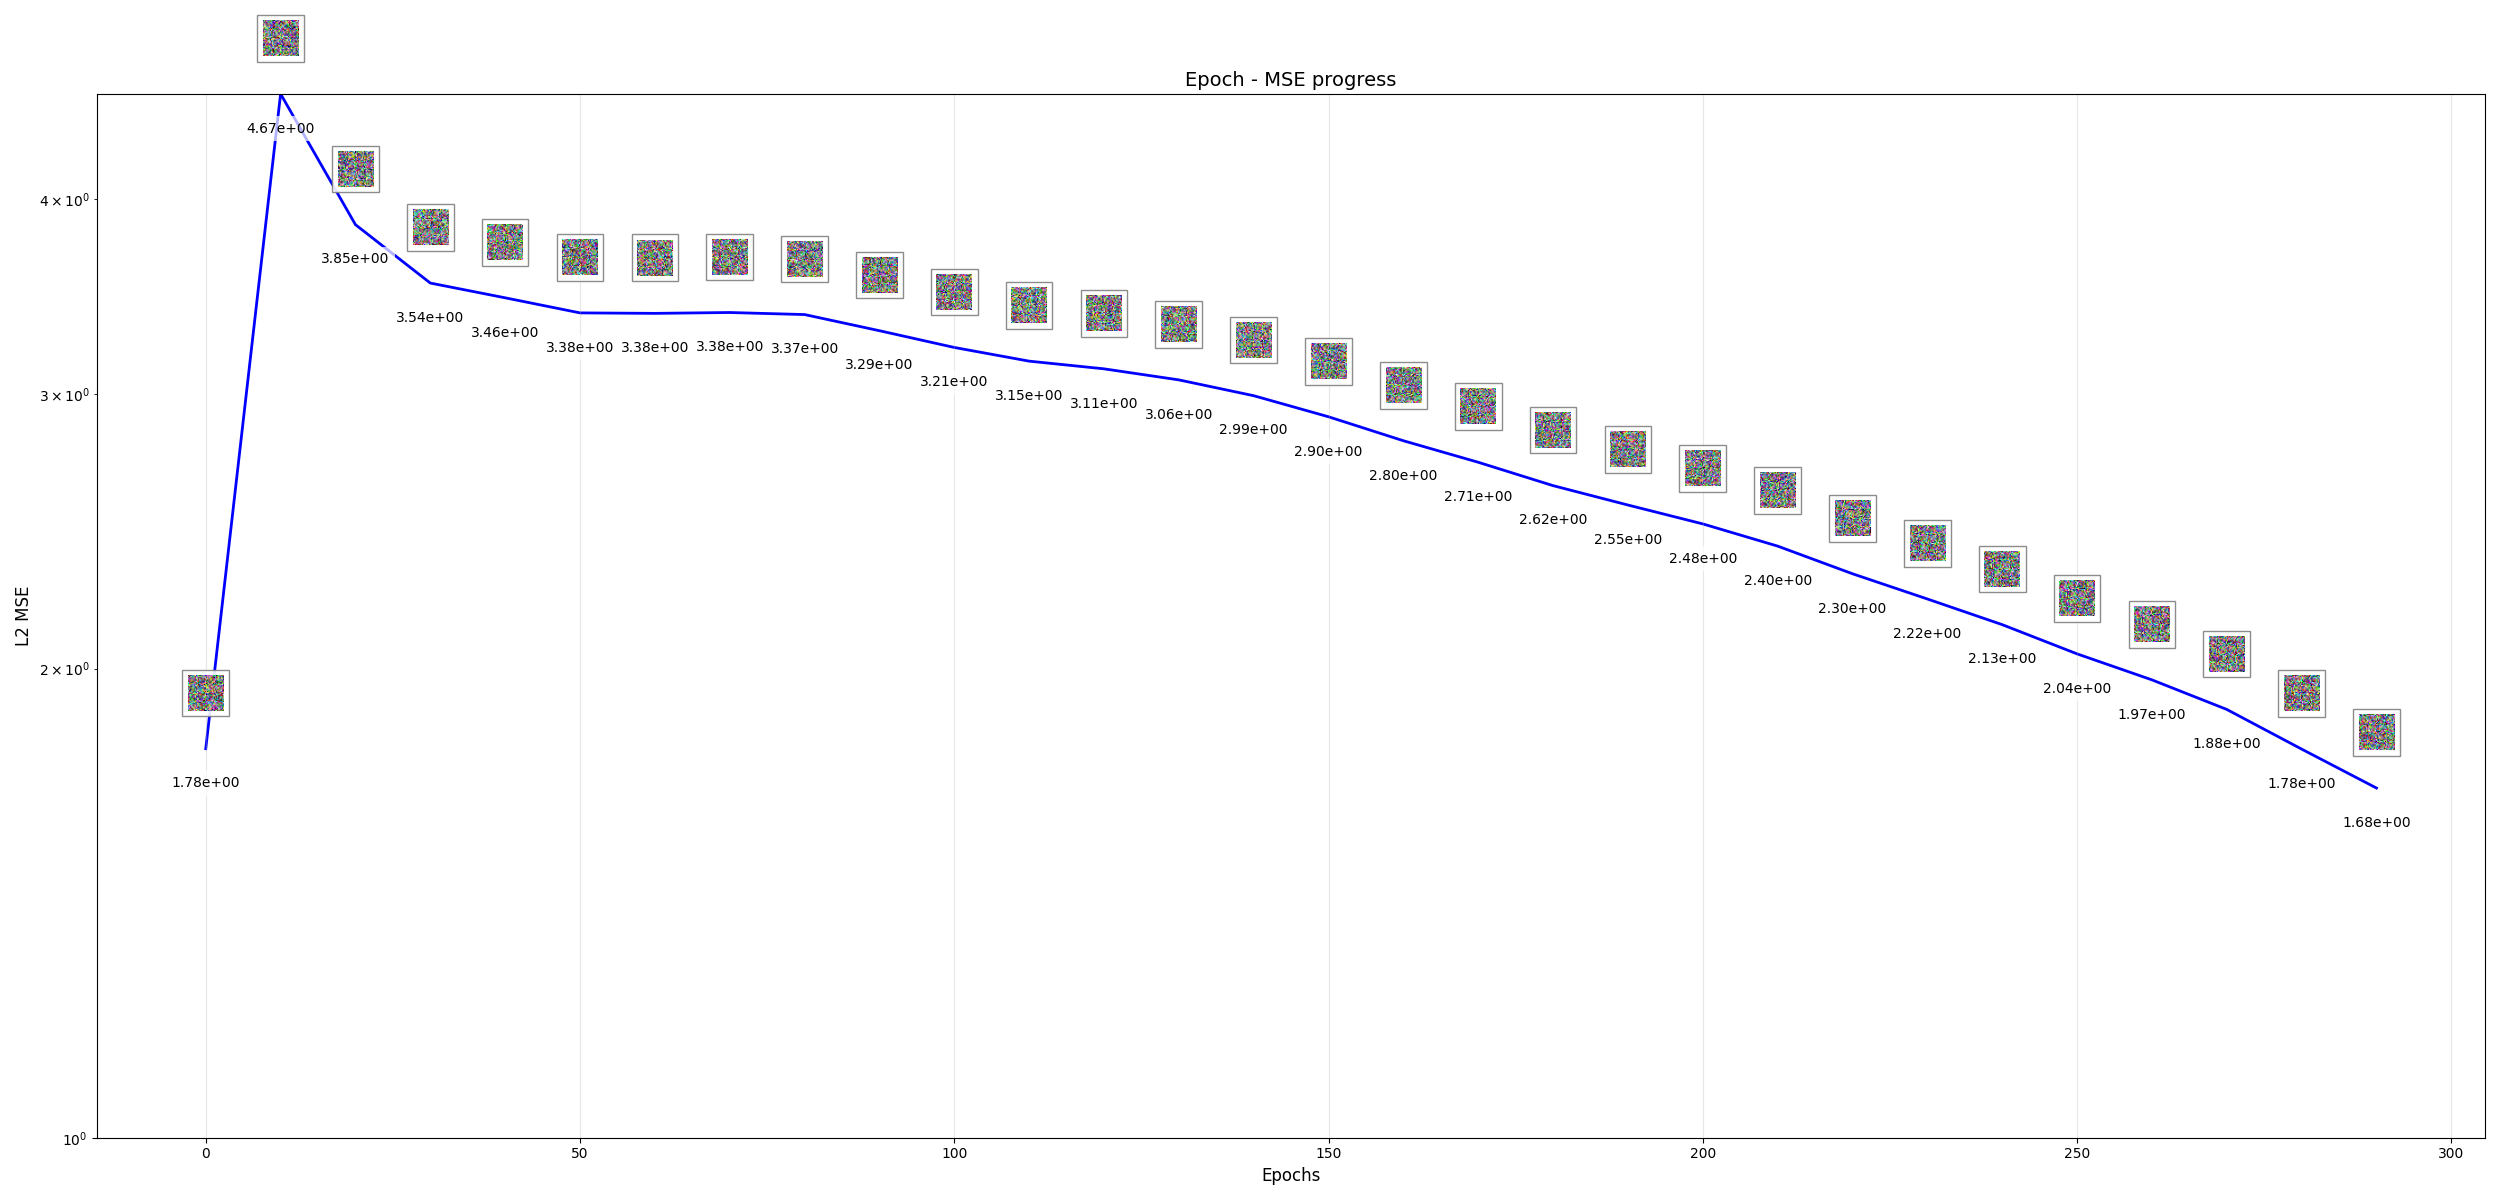 Epoch - MSE progress
4.67e+00
4 × 10⁰
3.85e+00
3.54e+00
3.46e+00
3.38e+00
3.38e+00
3.38e+00
3.37e+00
3.29e+00
3.21e+00
3 × 10⁰
3.15e+00
3.11e+00
3.06e+00
2.99e+00
2.90e+00
2.80e+00
2.71e+00
2.62e+00
2.55e+00
2.48e+00
2.40e+00
2.30e+00
2.22e+00
2.13e+00
2.04e+00
1.97e+00
1.88e+00
1.78e+00
1.68e+00
L2 MSE
2 × 10⁰
1.78e+00
10⁰
0 50 100 150 200 250 300
Epochs